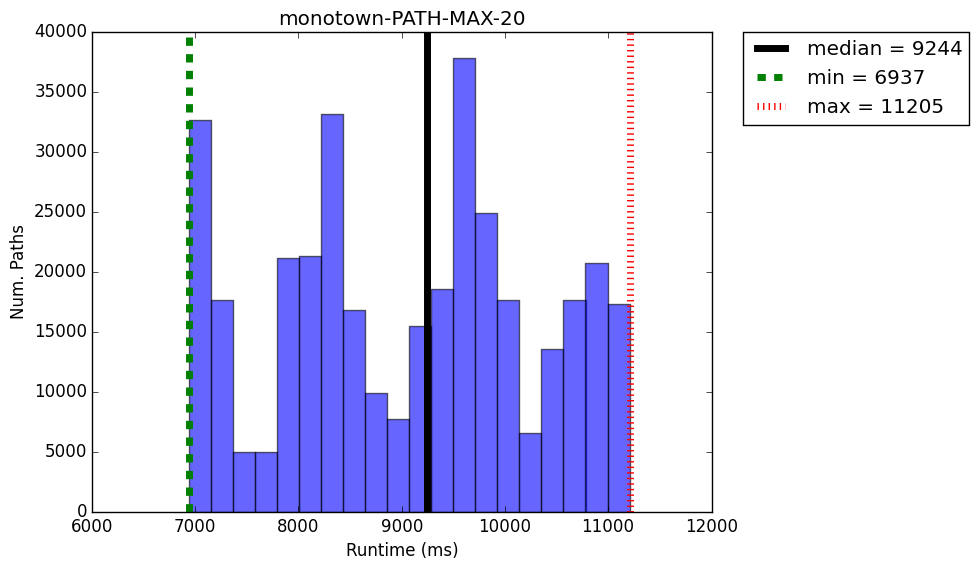 monotown-PATH-MAX-20
median = 9244
min = 6937
max = 11205
40000
35000
30000
25000
20000
15000
10000
5000
0
Num. Paths
6000 7000 8000 9000 10000 11000 12000
Runtime (ms)